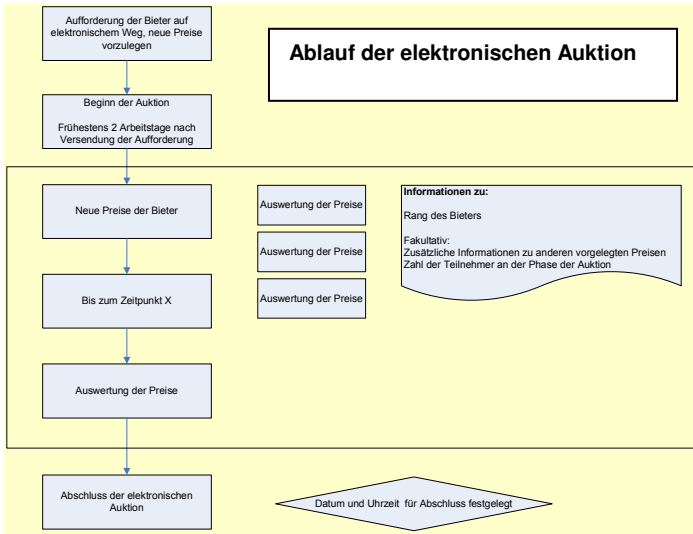 Aufforderung der Bieter auf
elektronischem Weg, neue Preise
vorzulegen
Ablauf der elektronischen Auktion
Beginn der Auktion
Frühestens 2 Arbeitstage nach
Versendung der Aufforderung
Neue Preise der Bieter
Auswertung der Preise
Auswertung der Preise
Auswertung der Preise
Informationen zu:
Rang des Bieters
Fakultativ:
Zusätzliche Informationen zu anderen vorgelegten Preisen
Zahl der Teilnehmer an der Phase der Auktion
Bis zum Zeitpunkt X
Auswertung der Preise
Abschluss der elektronischen
Auktion
Datum und Uhrzeit für Abschluss festgelegt